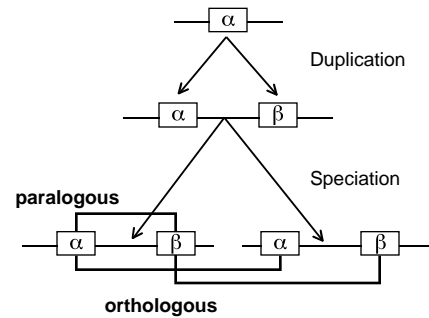 α
Duplication
α β
Speciation
paralogous
α β α β
orthologous